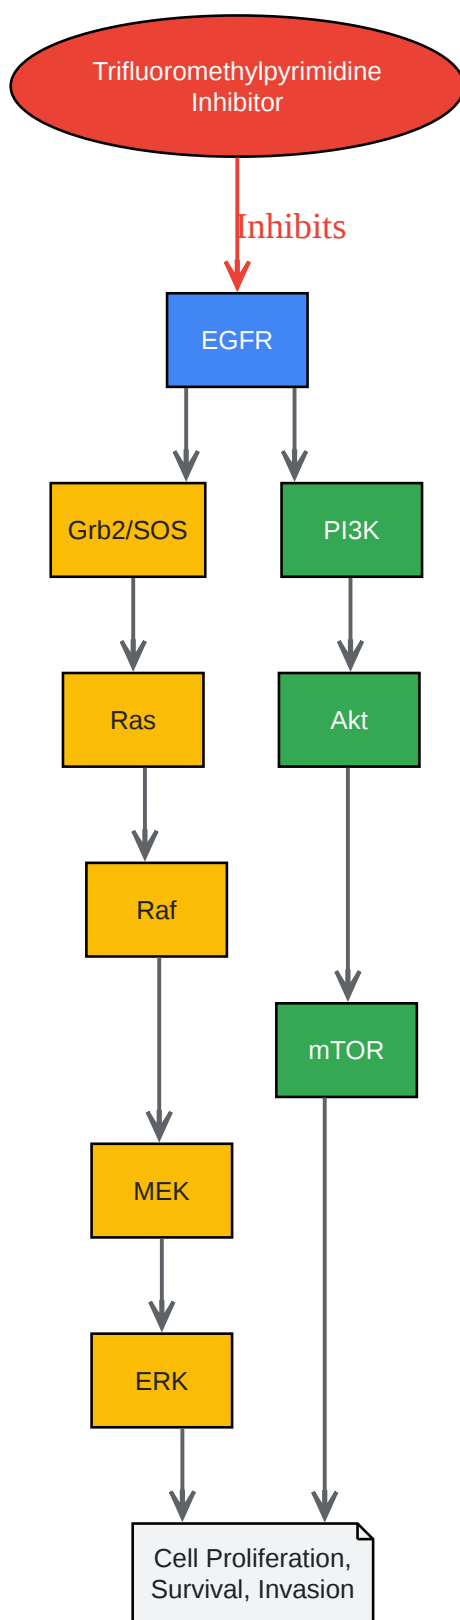 Trifluoromethylpyrimidine
Inhibitor
Inhibits
EGFR
Grb2/SOS
PI3K
Ras
Akt
Raf
mTOR
MEK
ERK
Cell Proliferation,
Survival, Invasion